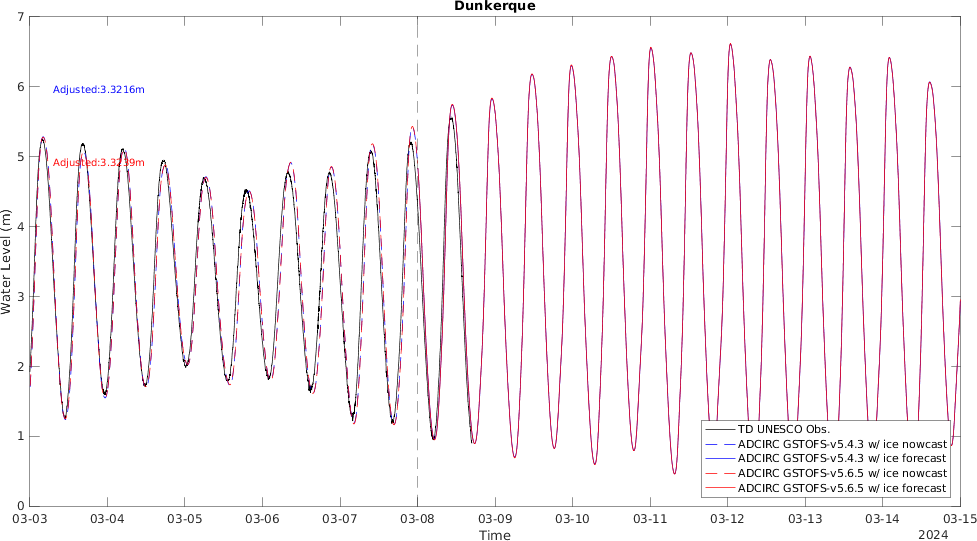 Dunkerque
7
6
5
4
3
2
1
0
Water Level (m)
Adjusted:3.3216m
Adjusted:3.3239m
TD UNESCO Obs.
ADCIRC GSTOFS-v5.4.3 w/ ice nowcast
ADCIRC GSTOFS-v5.4.3 w/ ice forecast
ADCIRC GSTOFS-v5.6.5 w/ ice nowcast
ADCIRC GSTOFS-v5.6.5 w/ ice forecast
03-03 03-04 03-05 03-06 03-07 03-08 03-09 03-10 03-11 03-12 03-13 03-14 03-15
Time
2024